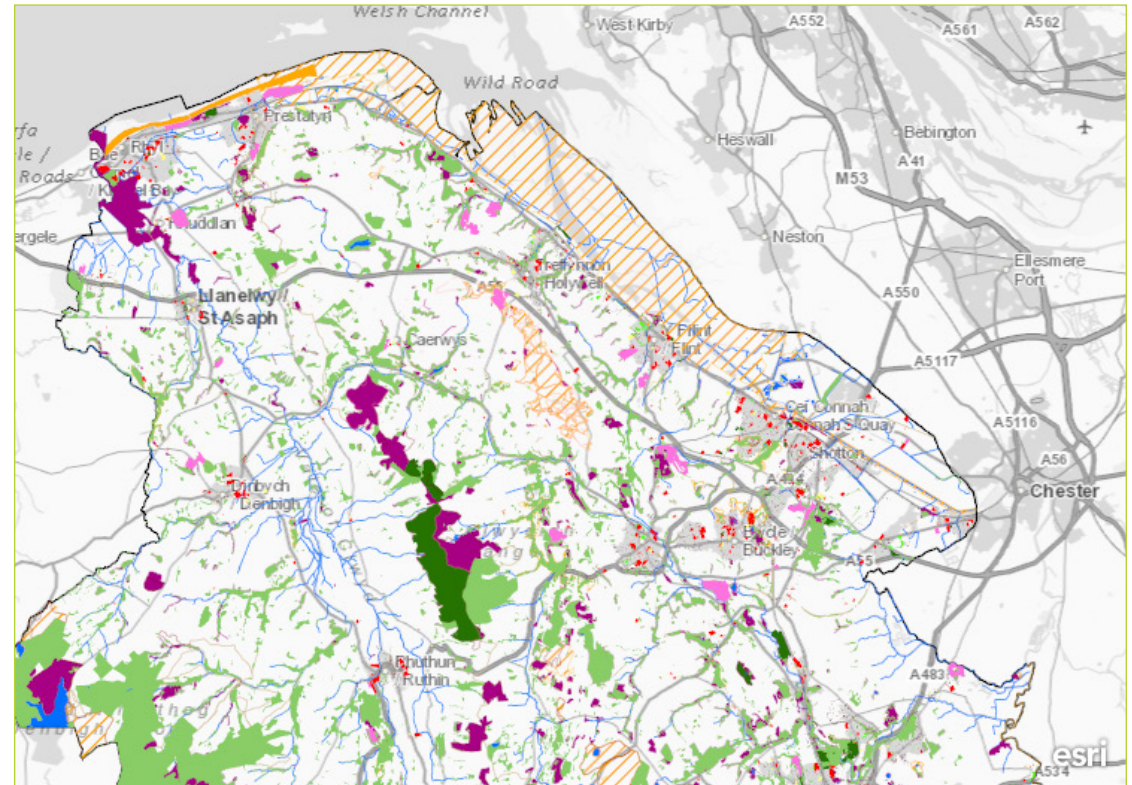 Welsh Channel
West Kirby
A552
A561
A562
Wild Road
Prestatyn
Heswall
Bebington
A41
M53
Roads
Neston
Ellesmere
Port
Treffynnon
Holywell
A55
Llanelwy/
St Asaph
A550
Fflint
Flint
Caerwys
A5117
Cei Connah
Connah's Quay
Shotton
A5116
A56
Chester
Dinbych
Denbigh
Buckley
A55
Rhuthun
Ruthin
A483
esri
A534